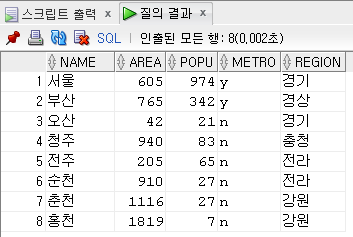 스크립트 출력 x 질의 결과 x
SQL | 인출된 모든 행: 8(0,002초)
NAME AREA POPU METRO REGION
1 서울 605 974 y 경기
2 부산 765 342 y 경상
3 오산 42 21 n 경기
4 청주 940 83 n 충청
5 전주 205 65 n 전라
6 순천 910 27 n 전라
7 춘천 1116 27 n 강원
8 홍천 1819 7 n 강원